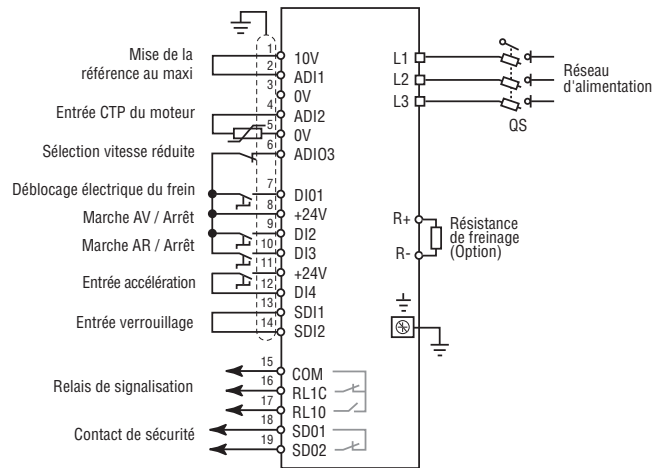 Mise de la
référence au maxi
Entrée CTP du moteur
Sélection vitesse réduite
Déblocage électrique du frein
Marche AV / Arrêt
Marche AR / Arrêt
Entrée accélération
Entrée verrouillage
Relais de signalisation
Contact de sécurité
1 10V
2 ADI1
3 0V
4 ADI2
5 0V
6 ADIO3
7 DI01
8 +24V
9 DI2
10 DI3
11 +24V
12 DI4
13 SDI1
14 SDI2
15 COM
16 RL1C
17 RL10
18 SD01
19 SD02
L1
L2
L3
QS
Réseau
d'alimentation
R+
R-
Résistance
de freinage
(Option)